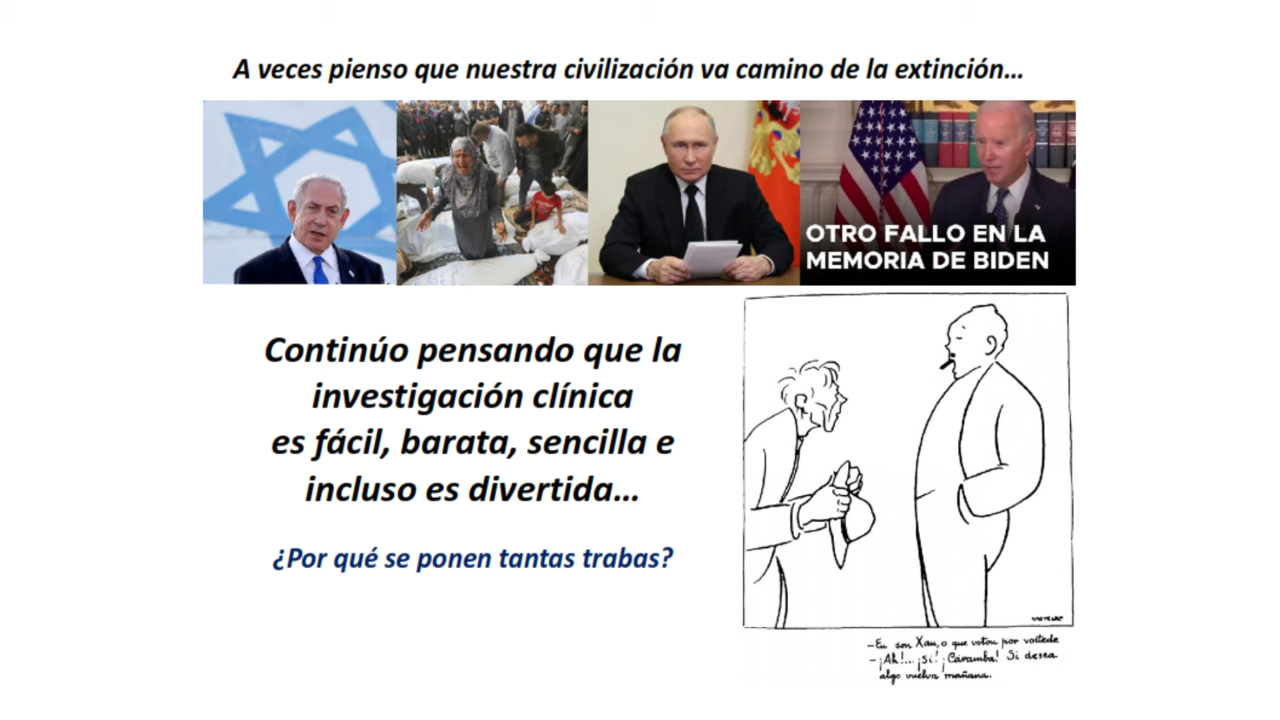 A veces pienso que nuestra civilización va camino de la extinción...
OTRO FALLO EN LA
MEMORIA DE BIDEN
Continúo pensando que la
investigación clínica
es fácil, barata, sencilla e
incluso es divertida...
¿Por qué se ponen tantas trabas?
CASTELAO
-Eu son Xan, o que votou por vostede
-¡Ah!... ¡Si! ¡Caramba! Si desea
algo vuelva mañana.